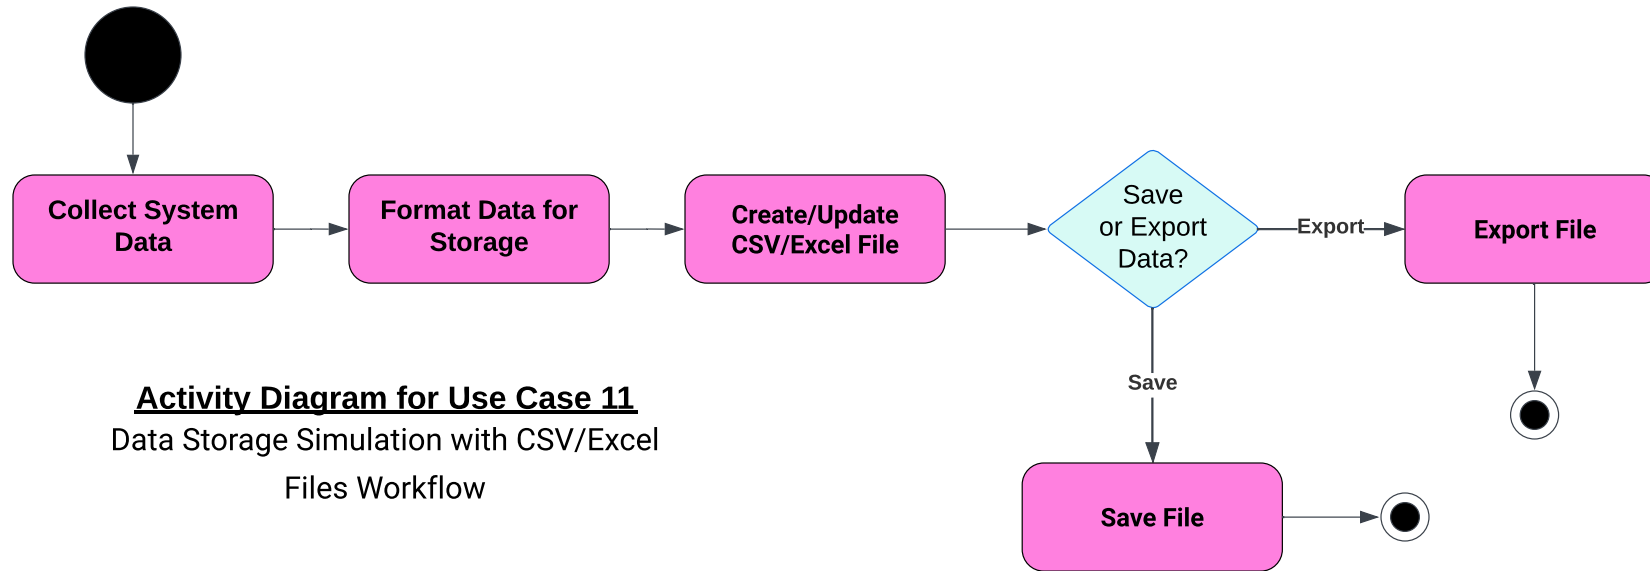 Collect System
Data
Format Data for
Storage
Create/Update
CSV/Excel File
Save
or Export
Data?
Export
Export File
Save
Save File
Activity Diagram for Use Case 11
Data Storage Simulation with CSV/Excel
Files Workflow